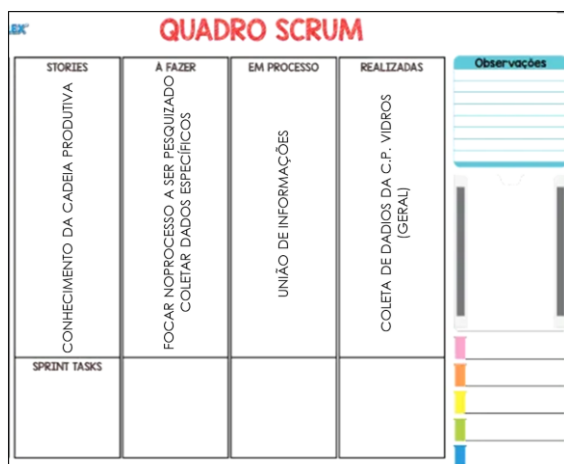 LEX®
QUADRO SCRUM
STORIES
A FAZER
EM PROCESSO
REALIZADAS
Observações
CONHECIMENTO DA CADEIA PRODUTIVA
FOCAR NOPROCESSO A SER PESQUIZADO
COLETAR DADOS ESPECÍFICOS
UNIÃO DE INFORMAÇÕES
COLETA DE DADIOS DA C.P. VIDROS
(GERAL)
SPRINT TASKS